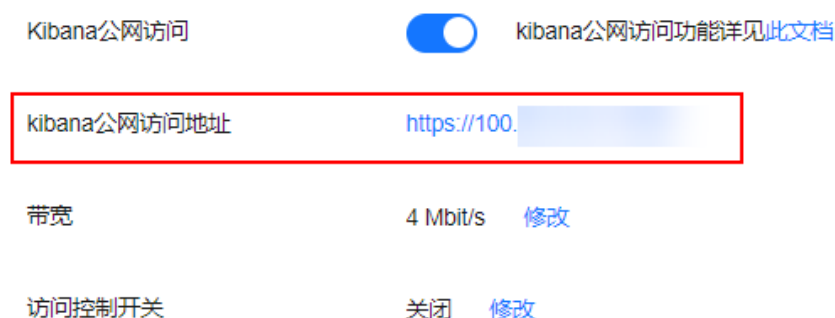 Kibana公网访问 kibana公网访问功能详见此文档
kibana公网访问地址 https://100.
带宽 4 Mbit/s 修改
访问控制开关 关闭 修改